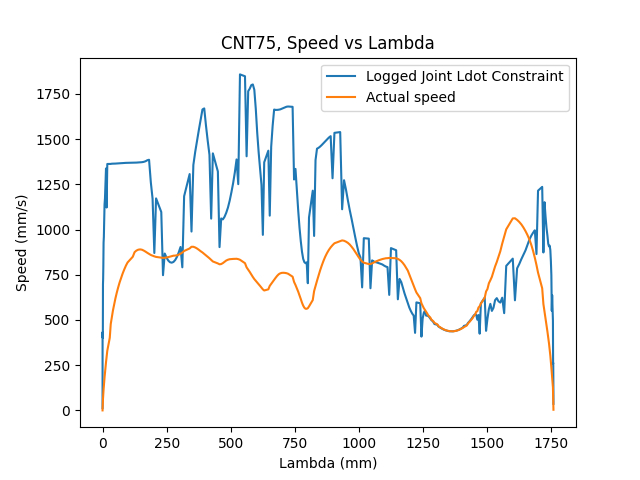 CNT75, Speed vs Lambda
Logged Joint Ldot Constraint
Actual speed
Speed (mm/s)
1750
1500
1250
1000
750
500
250
0
0 250 500 750 1000 1250 1500 1750
Lambda (mm)